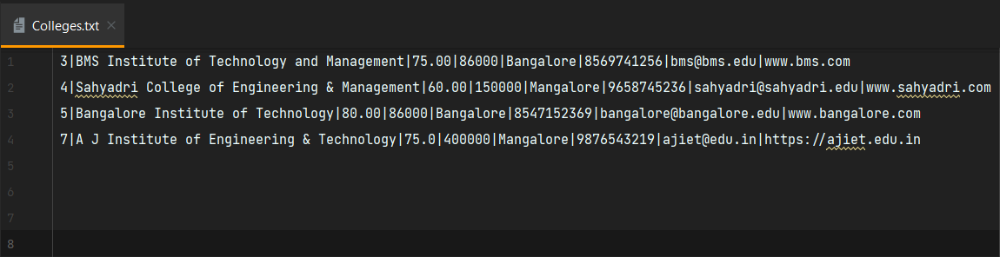 Colleges.txt
1 3|BMS Institute of Technology and Management|75.00|86000|Bangalore|8569741256|bms@bms.edu|www.bms.com
2 4|Sahyadri College of Engineering & Management|60.00|150000|Mangalore|9658745236|sahyadri@sahyadri.edu|www.sahyadri.com
3 5|Bangalore Institute of Technology|80.00|86000|Bangalore|8547152369|bangalore@bangalore.edu|www.bangalore.com
4 7|A J Institute of Engineering & Technology|75.0|400000|Mangalore|9876543219|ajiet@edu.in|https://ajiet.edu.in
5
6
7
8